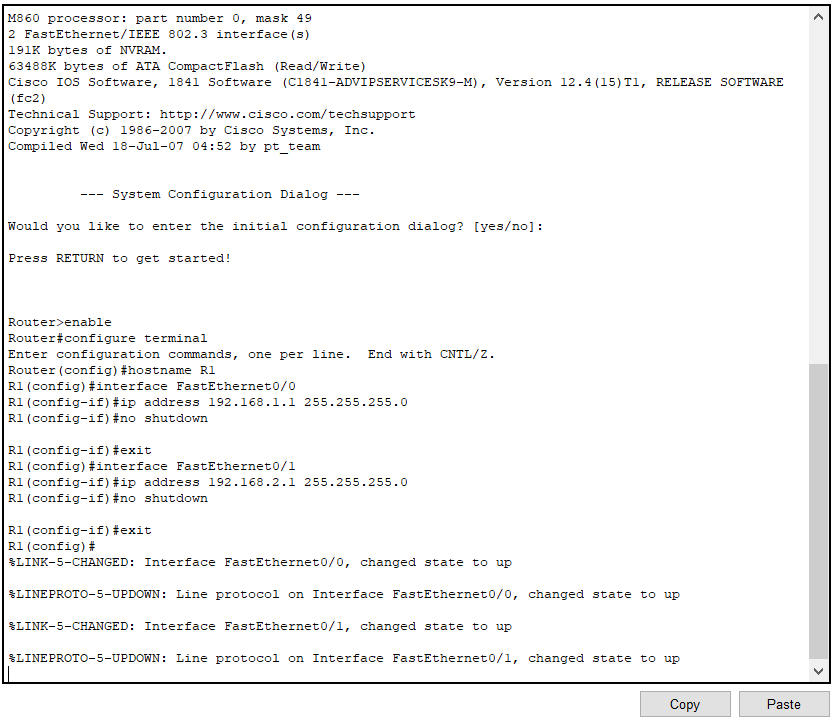 M860 processor: part number 0, mask 49
2 FastEthernet/IEEE 802.3 interface(s)
191K bytes of NVRAM.
63488K bytes of ATA CompactFlash (Read/Write)
Cisco IOS Software, 1841 Software (C1841-ADVIPSERVICESK9-M), Version 12.4(15)T1, RELEASE SOFTWARE
(fc2)
Technical Support: http://www.cisco.com/techsupport
Copyright (c) 1986-2007 by Cisco Systems, Inc.
Compiled Wed 18-Jul-07 04:52 by pt_team
--- System Configuration Dialog ---
Would you like to enter the initial configuration dialog? [yes/no]:
Press RETURN to get started!
Router>enable
Router#configure terminal
Enter configuration commands, one per line.  End with CNTL/Z.
Router(config)#hostname R1
R1(config)#interface FastEthernet0/0
R1(config-if)#ip address 192.168.1.1 255.255.255.0
R1(config-if)#no shutdown
R1(config-if)#exit
R1(config)#interface FastEthernet0/1
R1(config-if)#ip address 192.168.2.1 255.255.255.0
R1(config-if)#no shutdown
R1(config-if)#exit
R1(config)#
%LINK-5-CHANGED: Interface FastEthernet0/0, changed state to up
%LINEPROTO-5-UPDOWN: Line protocol on Interface FastEthernet0/0, changed state to up
%LINK-5-CHANGED: Interface FastEthernet0/1, changed state to up
%LINEPROTO-5-UPDOWN: Line protocol on Interface FastEthernet0/1, changed state to up
Copy
Paste